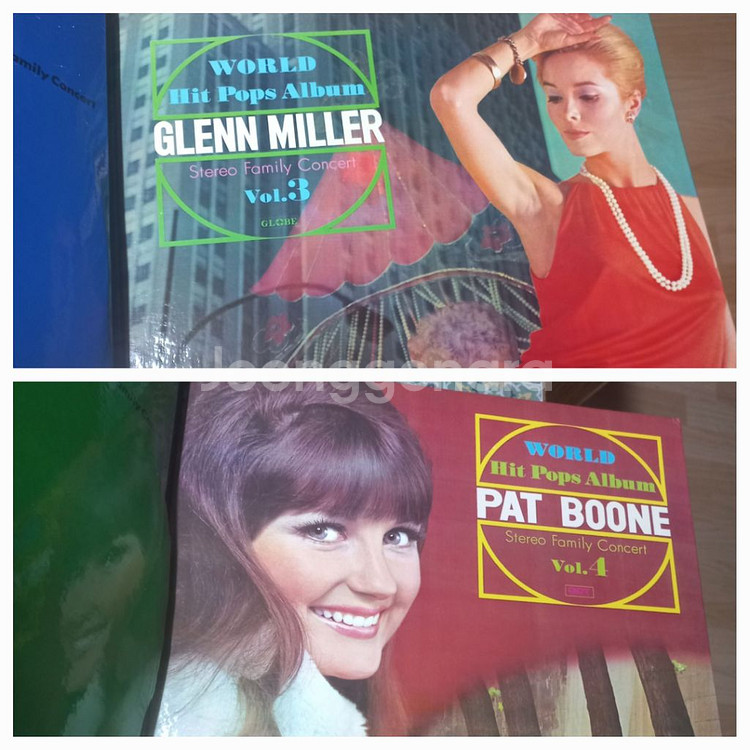 amily Concert
WORLD
Hit Pops Album
GLENN MILLER
Stereo Family Concert
Vol.3
GLOBE
Joonggonara
WORLD
Hit Pops Album
PAT BOONE
Stereo Family Concert
Vol.4